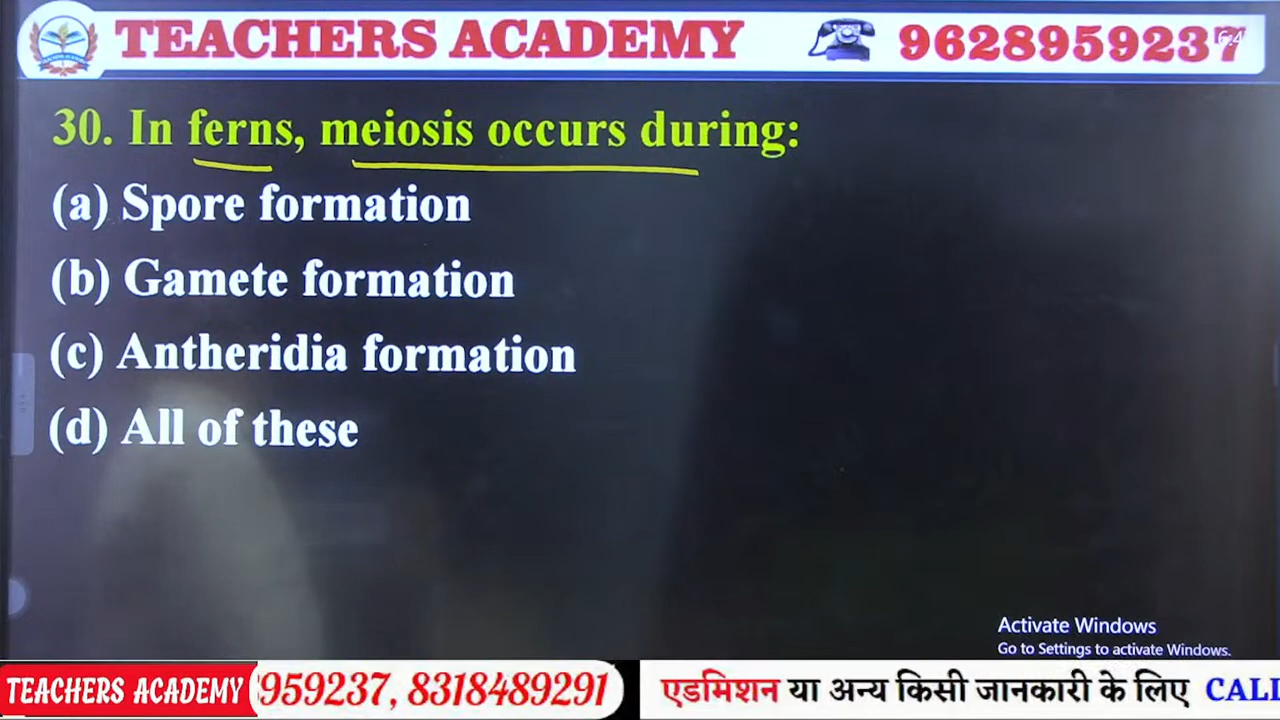 TEACHERS ACADEMY
9628959237
30. In ferns, meiosis occurs during:
(a) Spore formation
(b) Gamete formation
(c) Antheridia formation
(d) All of these
Activate Windows
Go to Settings to activate Windows.
TEACHERS ACADEMY
959237, 8318489291
एडमिशन या अन्य किसी जानकारी के लिए CALL